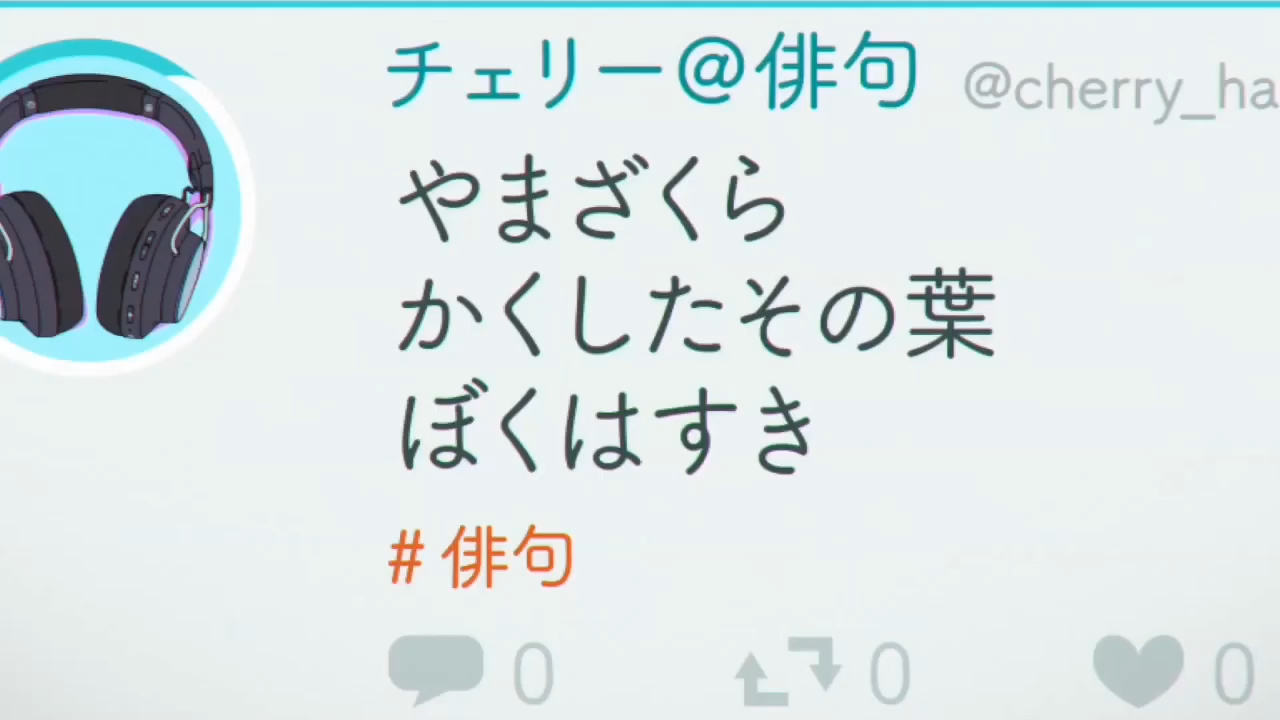 チェリー@俳句 @cherry_ha
やまざくら
かくしたその葉
ぼくはすき
#俳句
0 0 0